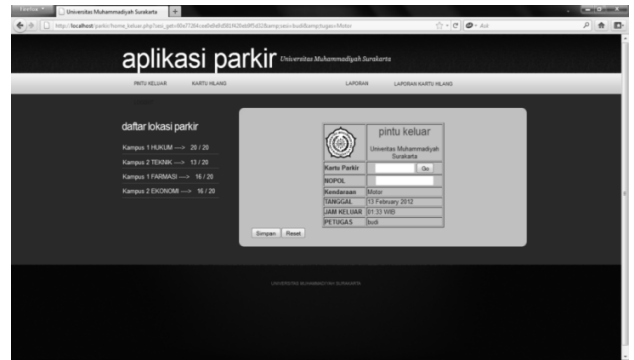 Universitas Muhammadiyah Surakarta
aplikasi parkir Universitas Muhammadiyah Surakarta
PINTU KELUAR KARTU HILANG LAPORAN LAPORAN KARTU HILANG
daftar lokasi parkir
Kampus 1 HUKUM ---> 20 / 20
Kampus 2 TEKNIK ---> 13 / 20
Kampus 1 FARMASI ---> 16 / 20
Kampus 2 EKONOMI ---> 16 / 20
pintu keluar
Universitas Muhammadiyah
Surakarta
Kartu Parkir Go
NOPOL
Kendaraan Motor
TANGGAL 13 February 2012
JAM KELUAR 01:33 WIB
PETUGAS budi
Simpan Reset
UNIVERSITAS MUHAMMADIYAH SURAKARTA